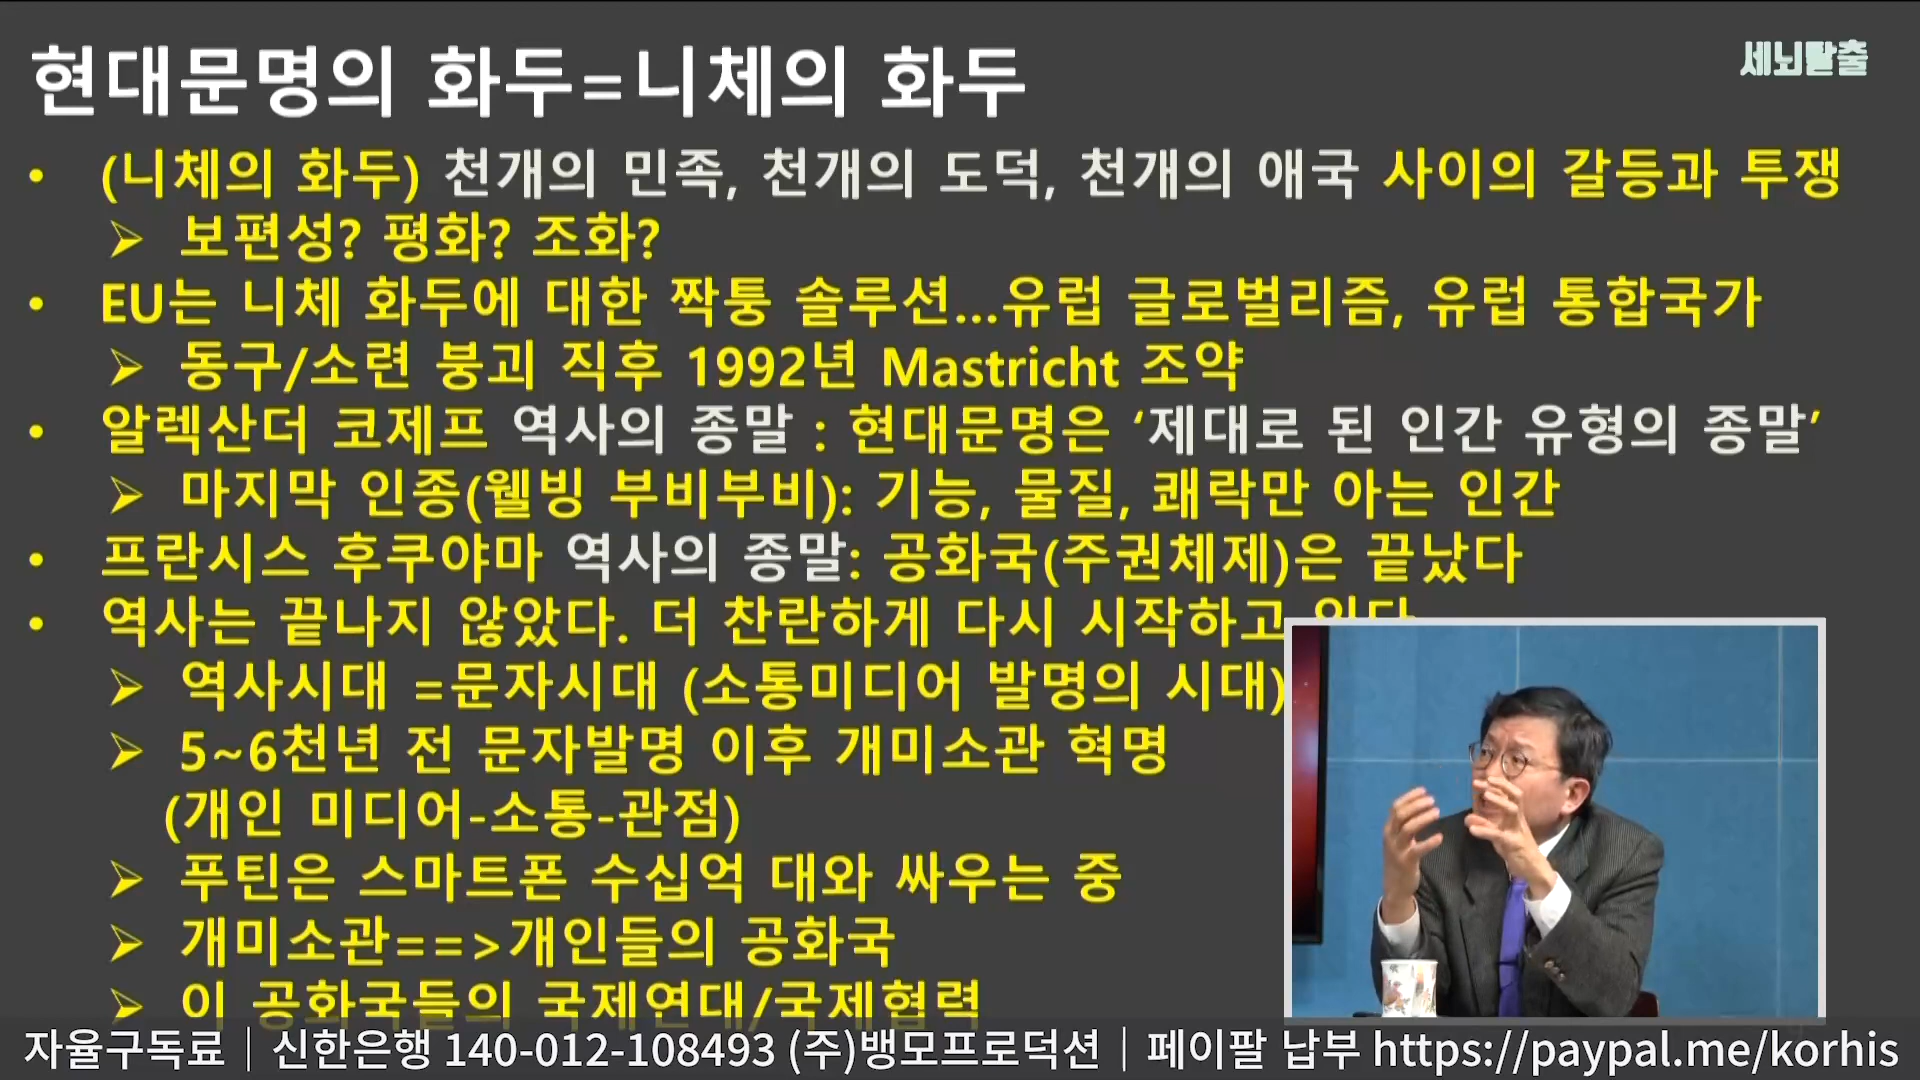 현대문명의 화두=니체의 화두
세뇌탈출
• (니체의 화두) 천개의 민족, 천개의 도덕, 천개의 애국 사이의 갈등과 투쟁
➢ 보편성? 평화? 조화?
• EU는 니체 화두에 대한 짝퉁 솔루션...유럽 글로벌리즘, 유럽 통합국가
➢ 동구/소련 붕괴 직후 1992년 Mastricht 조약
• 알렉산더 코제프 역사의 종말 : 현대문명은 ‘제대로 된 인간 유형의 종말’
➢ 마지막 인종(웰빙 부비부비): 기능, 물질, 쾌락만 아는 인간
• 프란시스 후쿠야마 역사의 종말: 공화국(주권체제)은 끝났다
• 역사는 끝나지 않았다. 더 찬란하게 다시 시작하고
➢ 역사시대 =문자시대 (소통미디어 발명의 시대)
➢ 5~6천년 전 문자발명 이후 개미소관 혁명
(개인 미디어-소통-관점)
➢ 푸틴은 스마트폰 수십억 대와 싸우는 중
➢ 개미소관==>개인들의 공화국
➢ 이 공화국들의 국제연대/국제협력
자율구독료│신한은행 140-012-108493 (주)뱅모프로덕션│페이팔 납부 https://paypal.me/korhis